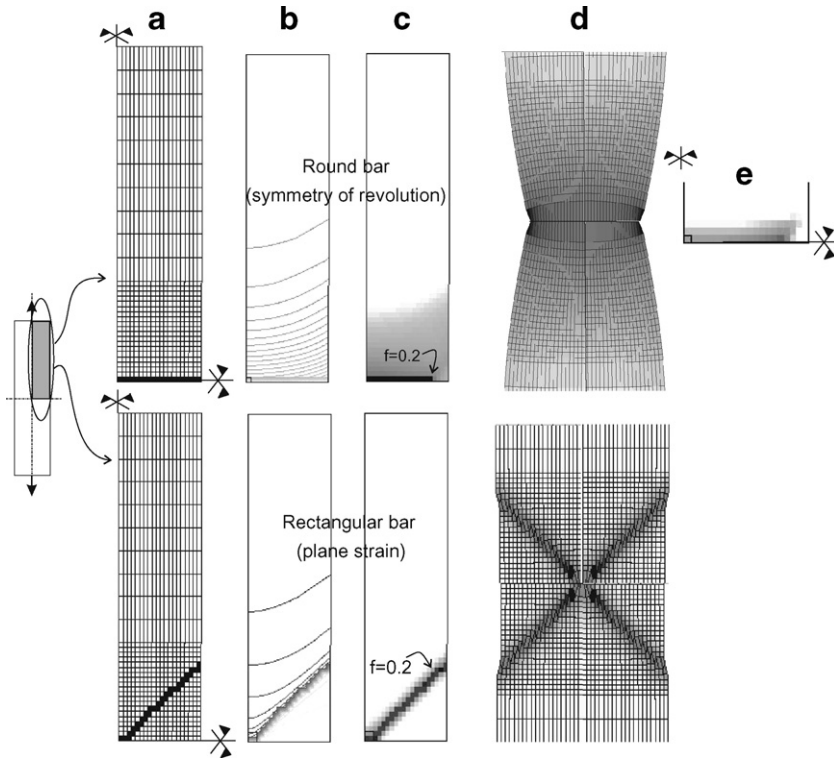 a b c d
Round bar
(symmetry of revolution)
e
f=0.2
Rectangular bar
(plane strain)
f=0.2